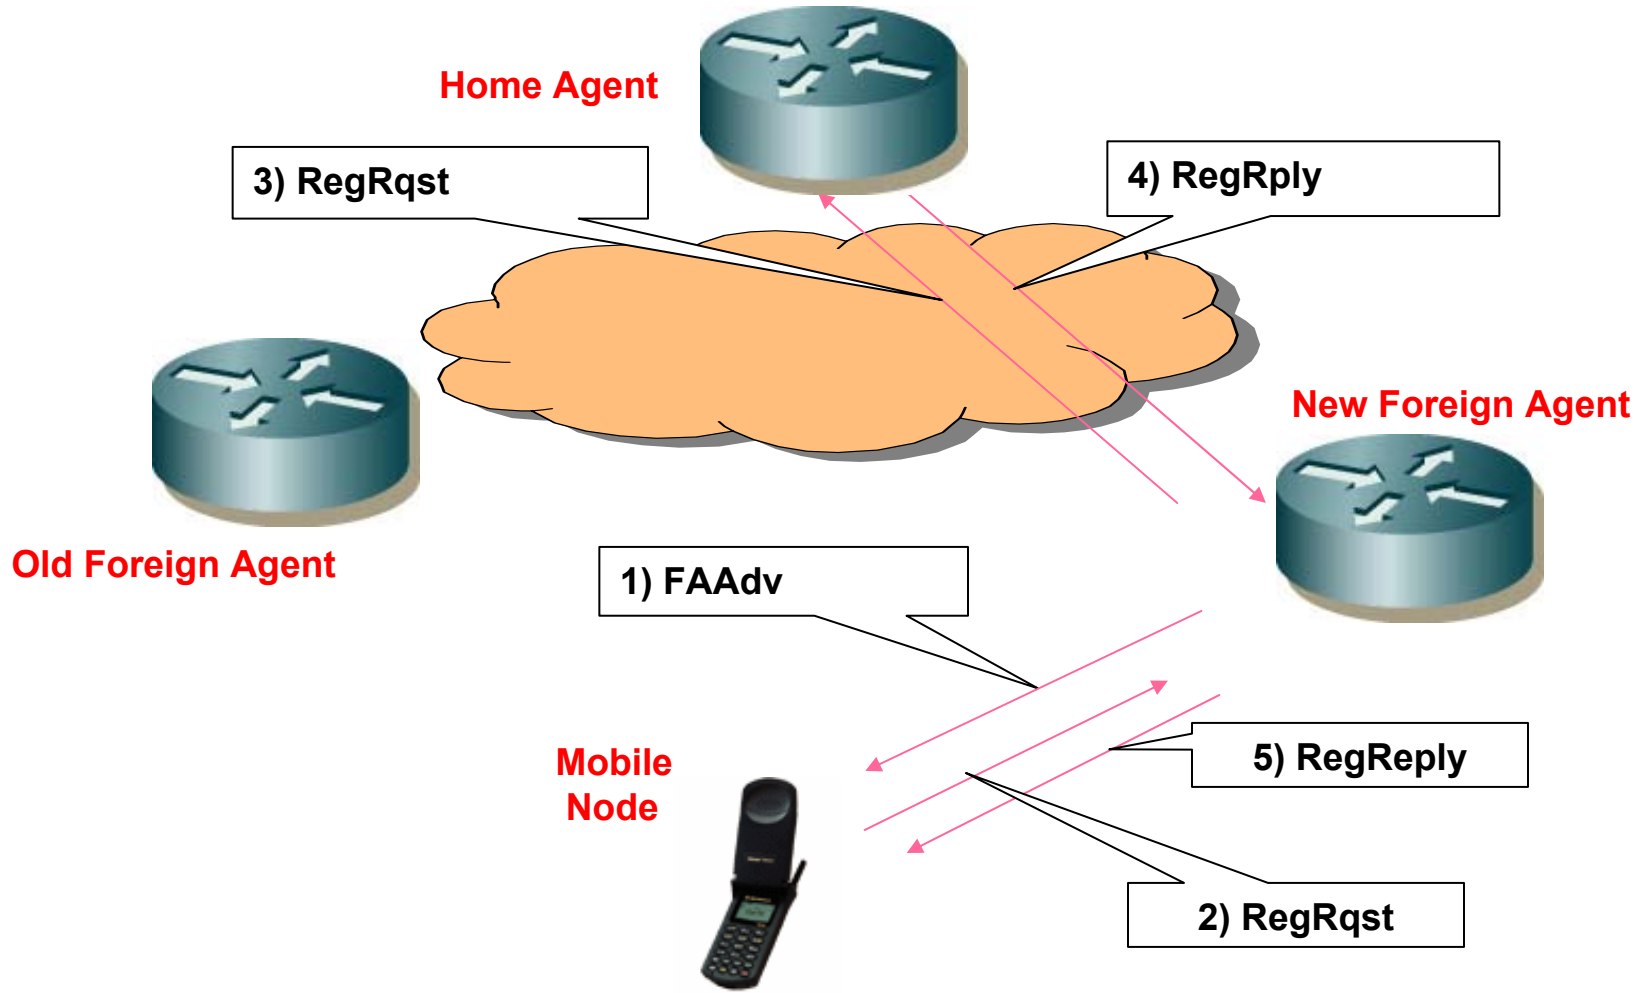 Home Agent
3) RegRqst
4) RegRply
New Foreign Agent
Old Foreign Agent
1) FAAdv
Mobile
Node
5) RegReply
2) RegRqst